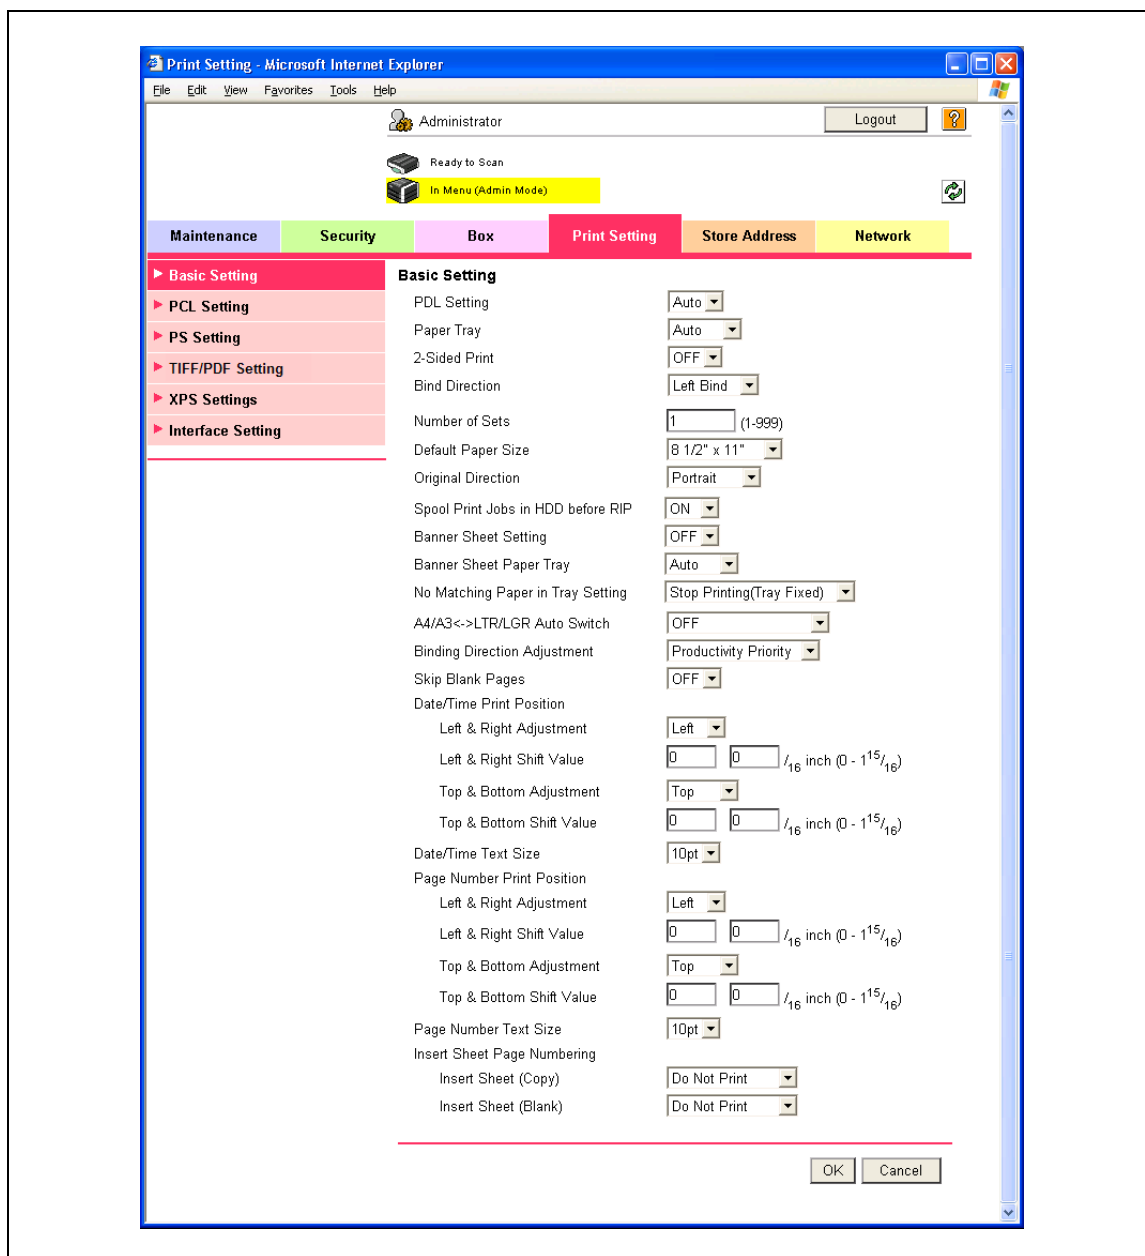 Print Setting - Microsoft Internet Explorer
File Edit View Favorites Tools Help
Administrator Logout ?
Ready to Scan
In Menu (Admin Mode)
Maintenance Security Box Print Setting Store Address Network
Basic Setting
PCL Setting
PS Setting
TIFF/PDF Setting
XPS Settings
Interface Setting
Basic Setting
PDL Setting Auto
Paper Tray Auto
2-Sided Print OFF
Bind Direction Left Bind
Number of Sets 1 (1-999)
Default Paper Size 8 1/2" x 11"
Original Direction Portrait
Spool Print Jobs in HDD before RIP ON
Banner Sheet Setting OFF
Banner Sheet Paper Tray Auto
No Matching Paper in Tray Setting Stop Printing(Tray Fixed)
A4/A3<->LTR/LGR Auto Switch OFF
Binding Direction Adjustment Productivity Priority
Skip Blank Pages OFF
Date/Time Print Position
Left & Right Adjustment Left
Left & Right Shift Value 0 0 /16 inch (0 - 1 15/16)
Top & Bottom Adjustment Top
Top & Bottom Shift Value 0 0 /16 inch (0 - 1 15/16)
Date/Time Text Size 10pt
Page Number Print Position
Left & Right Adjustment Left
Left & Right Shift Value 0 0 /16 inch (0 - 1 15/16)
Top & Bottom Adjustment Top
Top & Bottom Shift Value 0 0 /16 inch (0 - 1 15/16)
Page Number Text Size 10pt
Insert Sheet Page Numbering
Insert Sheet (Copy) Do Not Print
Insert Sheet (Blank) Do Not Print
OK Cancel